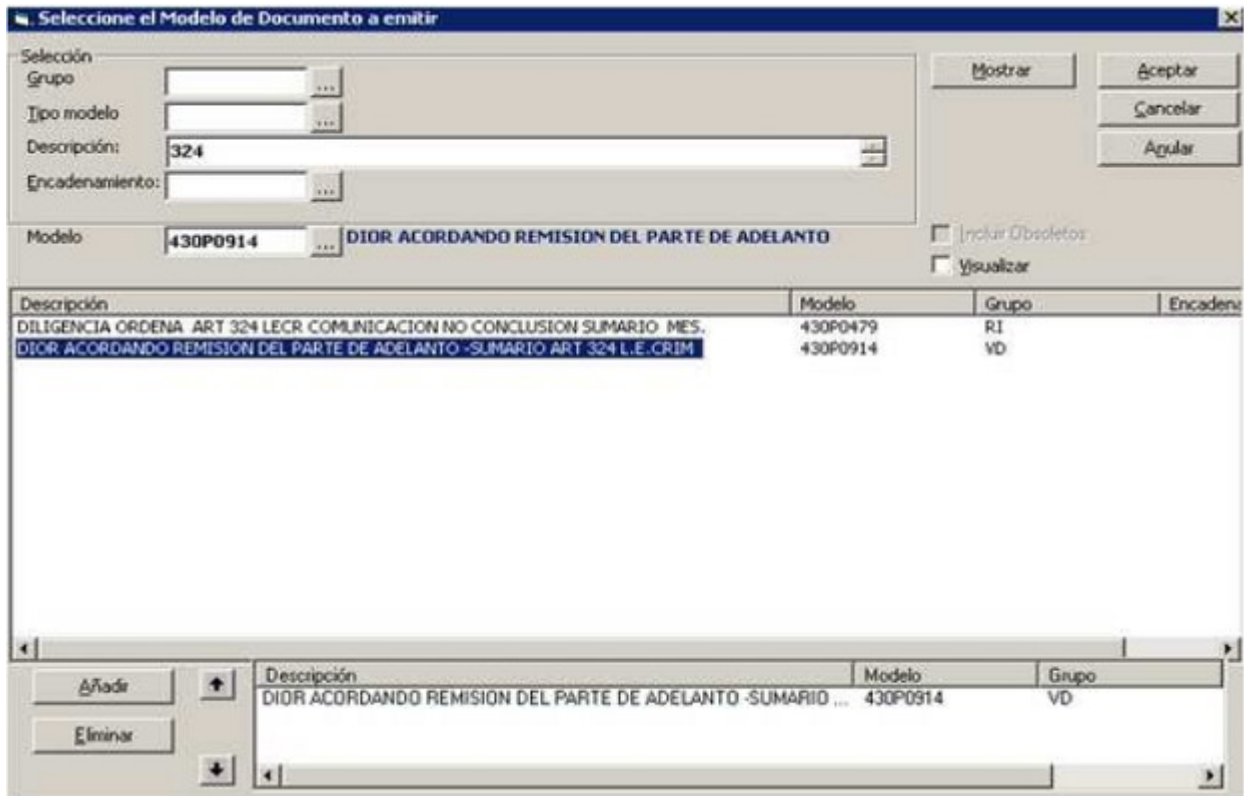 Seleccione el Modelo de Documento a emitir
Selección
Grupo ...
Mostrar Aceptar
Tipo modelo ...
Cancelar
Descripción: 324
Anular
Encadenamiento: ...
Modelo 430P0914 ... DIOR ACORDANDO REMISION DEL PARTE DE ADELANTO
Incluir Obsoletos
Visualizar
Descripción Modelo Grupo Encadena
DILIGENCIA ORDENA ART 324 LECR COMUNICACION NO CONCLUSION SUMARIO MES. 430P0479 RI
DIOR ACORDANDO REMISION DEL PARTE DE ADELANTO -SUMARIO ART 324 L.E.CRIM 430P0914 VD
Añadir
Eliminar
Descripción Modelo Grupo
DIOR ACORDANDO REMISION DEL PARTE DE ADELANTO -SUMARIO ... 430P0914 VD